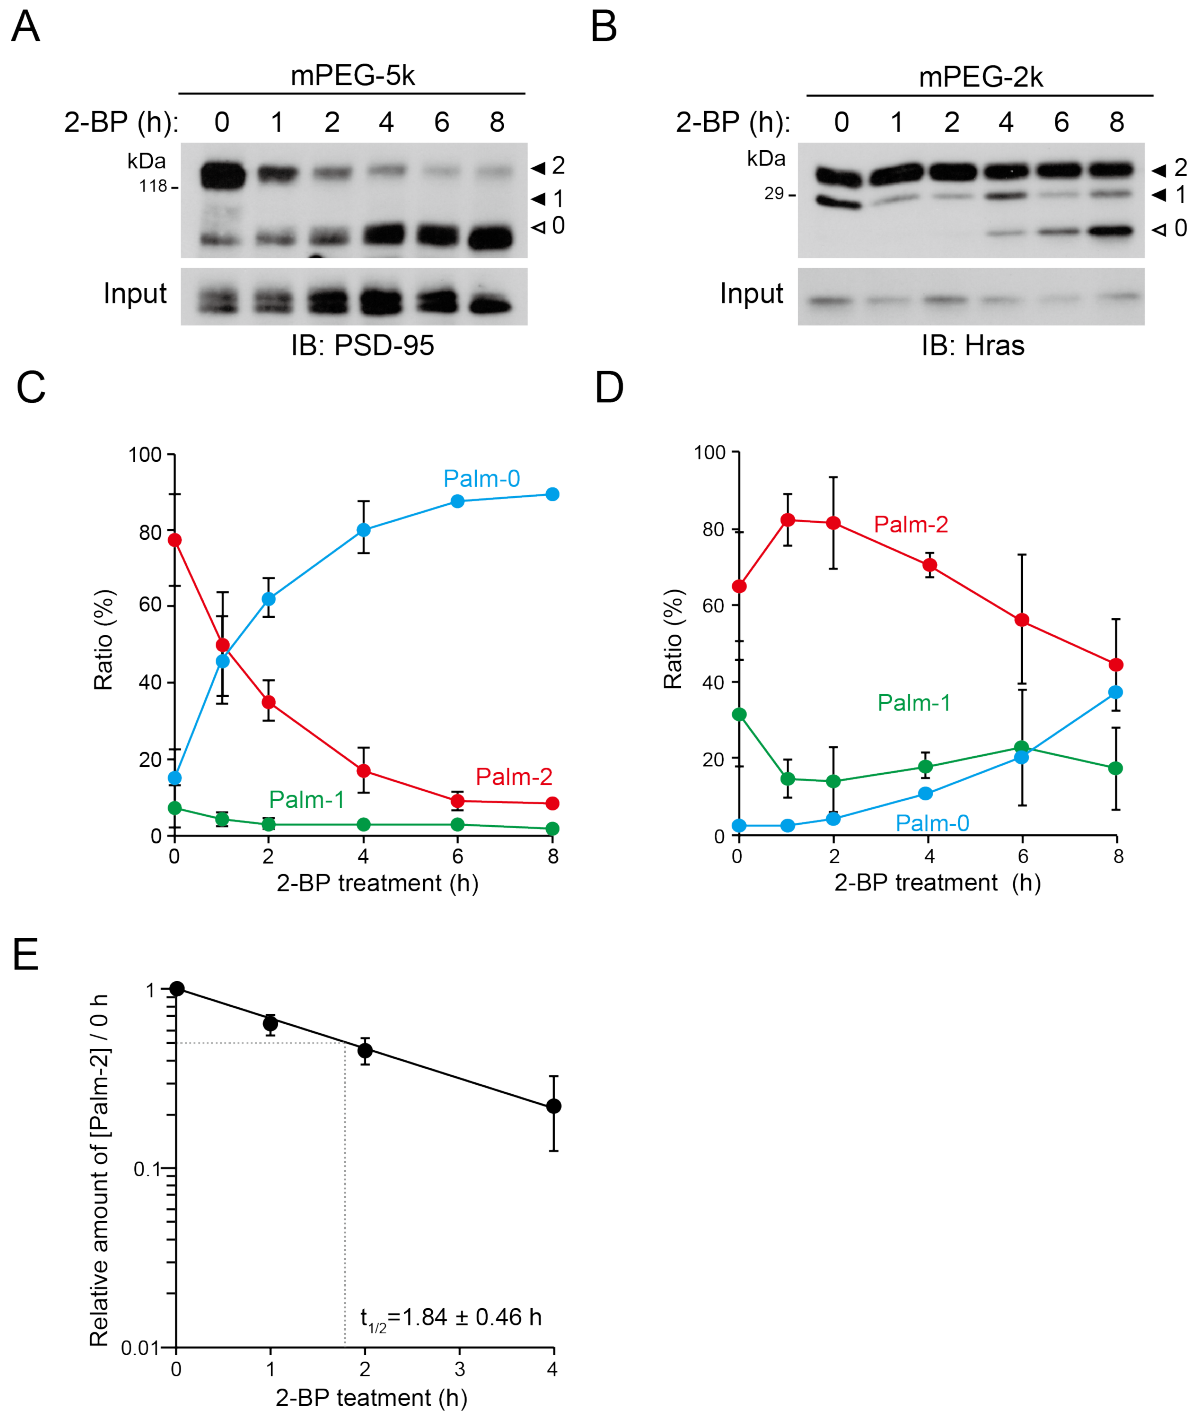 A
mPEG-5k
2-BP (h): 0 1 2 4 6 8
kDa
118
2
1
0
Input
IB: PSD-95
B
mPEG-2k
2-BP (h): 0 1 2 4 6 8
kDa
29
2
1
0
Input
IB: Hras
C
100
80
60
40
20
0
Ratio (%)
Palm-0
Palm-2
Palm-1
0 2 4 6 8
2-BP treatment (h)
D
100
80
60
40
20
0
Ratio (%)
Palm-2
Palm-1
Palm-0
0 2 4 6 8
2-BP treatment (h)
E
1
0.1
0.01
Relative amount of [Palm-2] / 0 h
t1/2=1.84 ± 0.46 h
0 1 2 3 4
2-BP teatment (h)